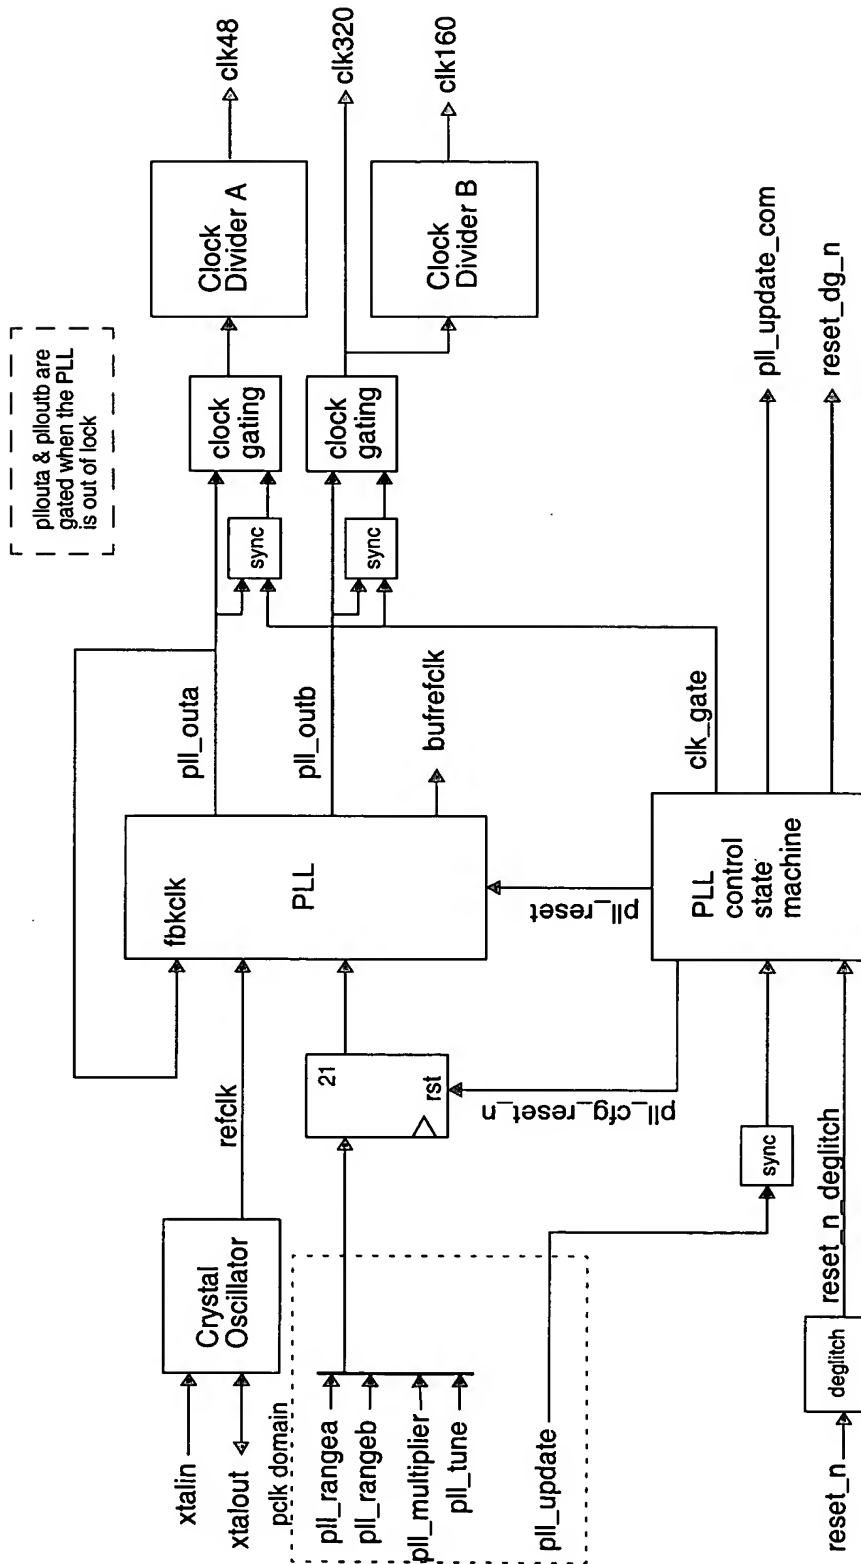 xtalin
xtalout
Crystal
Oscillator
refclk
fbkclk
PLL
pll_outa
pll_outb
bufrefclk
pllouta & plloutb are
gated when the PLL
is out of lock
sync
clock
gating
Clock
Divider A
clk48
sync
clock
gating
clk320
Clock
Divider B
clk160
pclk domain
pll_rangea
pll_rangeb
pll_multiplier
pll_tune
21
rst
pll_cfg_reset_n
pll_reset
pll_update
sync
PLL
control
state
machine
clk_gate
pll_update_com
reset_dg_n
reset_n
deglitch
reset_n_deglitch